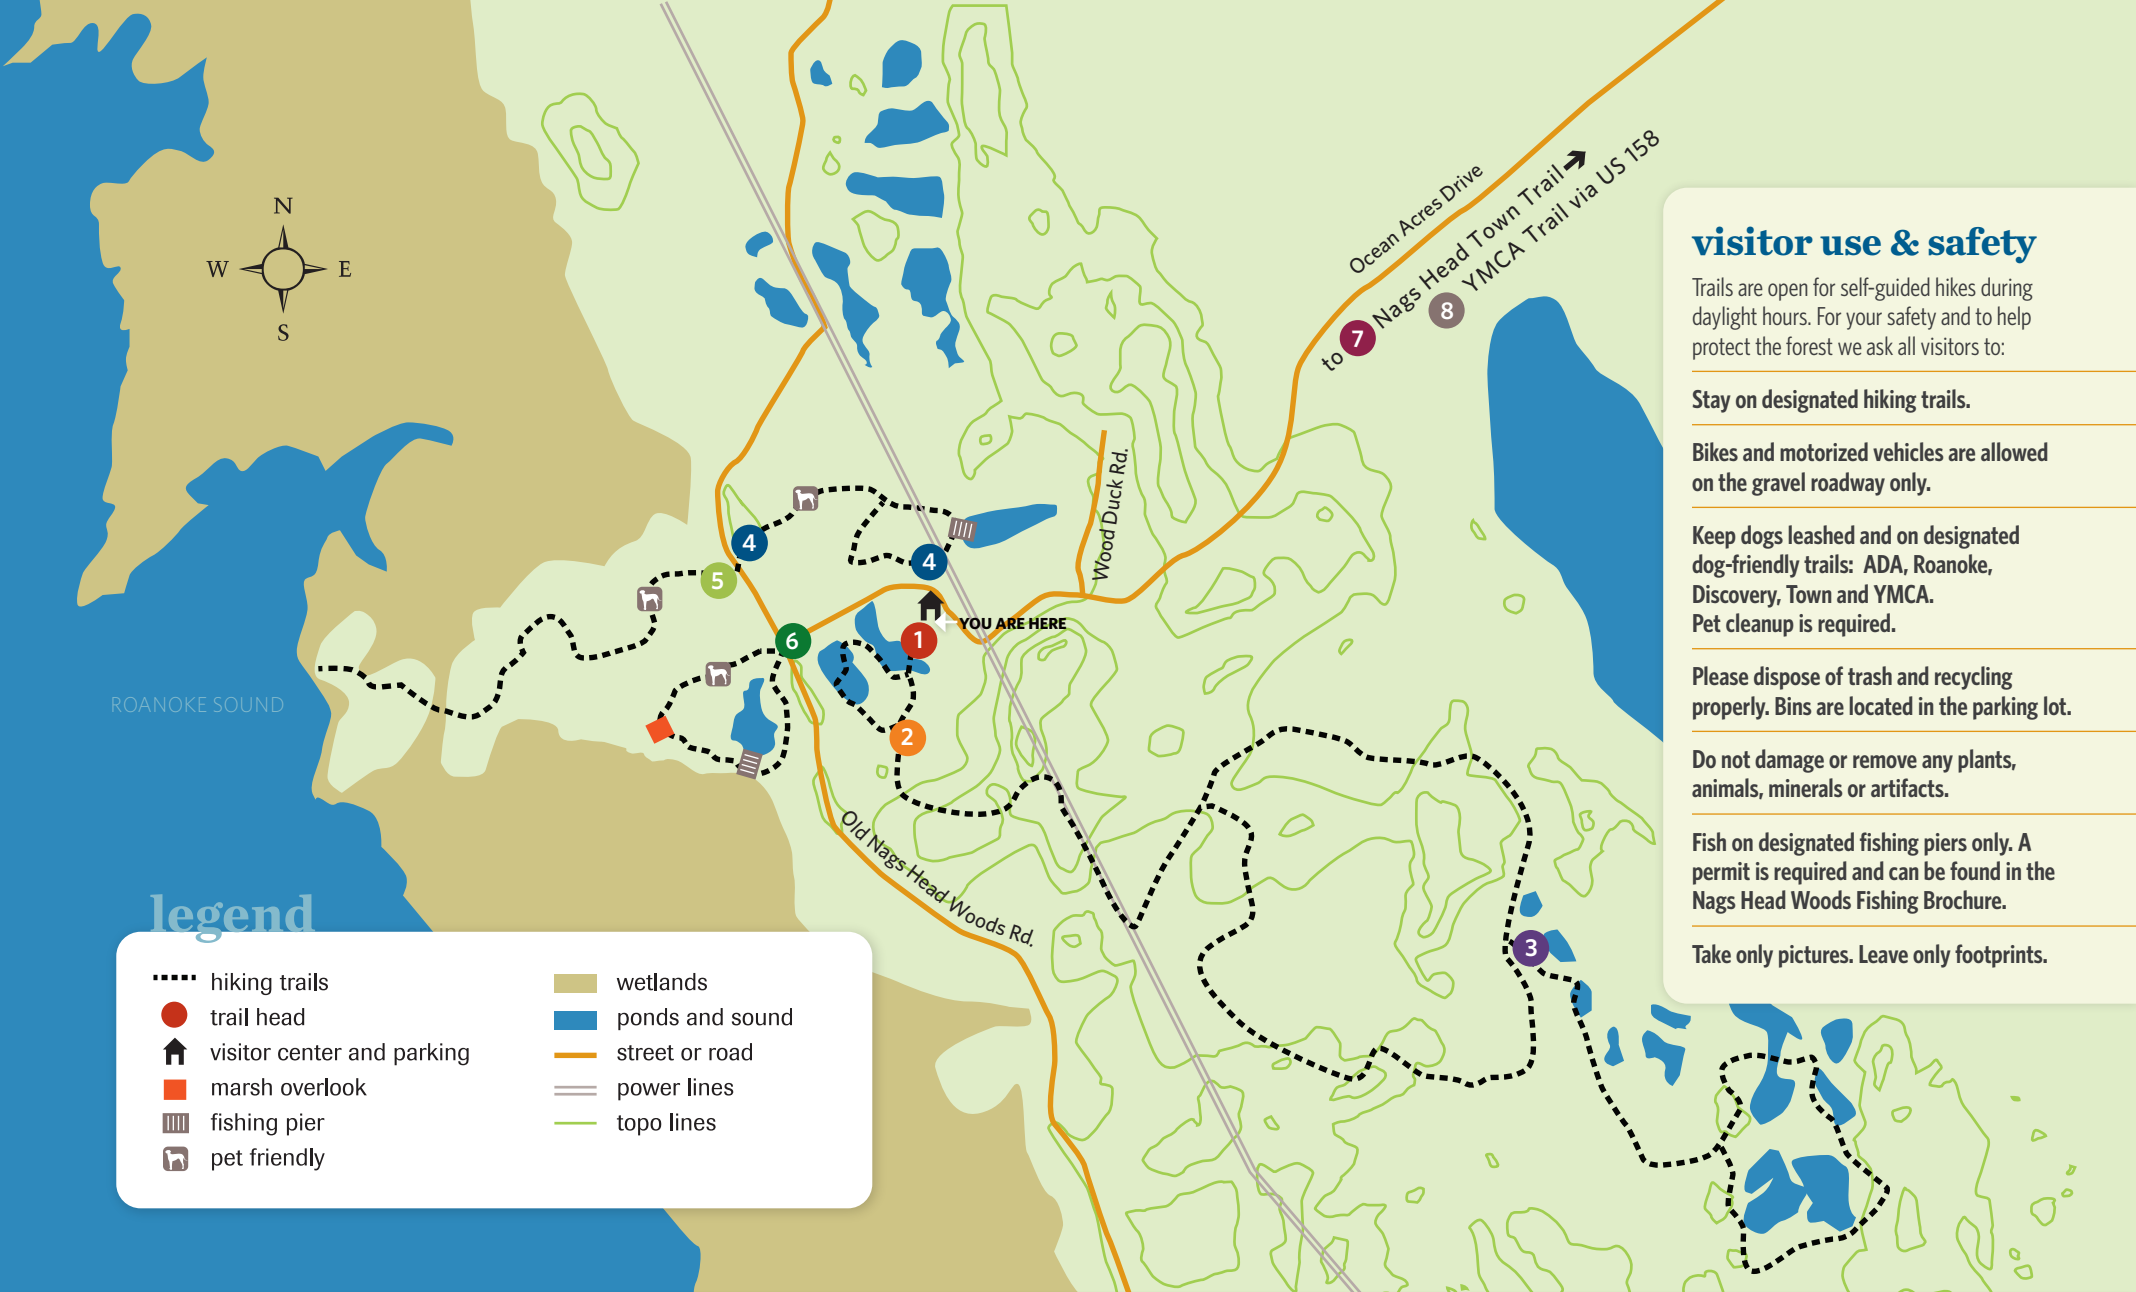 N
W
E
S
Ocean Acres Drive
to 7 Nags Head Town Trail
8 YMCA Trail via US 158
Wood Duck Rd.
4
4
5
6
YOU ARE HERE
1
2
3
ROANOKE SOUND
Old Nags Head Woods Rd.
legend
hiking trails
trail head
visitor center and parking
marsh overlook
fishing pier
pet friendly
wetlands
ponds and sound
street or road
power lines
topo lines
visitor use & safety
Trails are open for self-guided hikes during
daylight hours. For your safety and to help
protect the forest we ask all visitors to:
Stay on designated hiking trails.
Bikes and motorized vehicles are allowed
on the gravel roadway only.
Keep dogs leashed and on designated
dog-friendly trails: ADA, Roanoke,
Discovery, Town and YMCA.
Pet cleanup is required.
Please dispose of trash and recycling
properly. Bins are located in the parking lot.
Do not damage or remove any plants,
animals, minerals or artifacts.
Fish on designated fishing piers only. A
permit is required and can be found in the
Nags Head Woods Fishing Brochure.
Take only pictures. Leave only footprints.